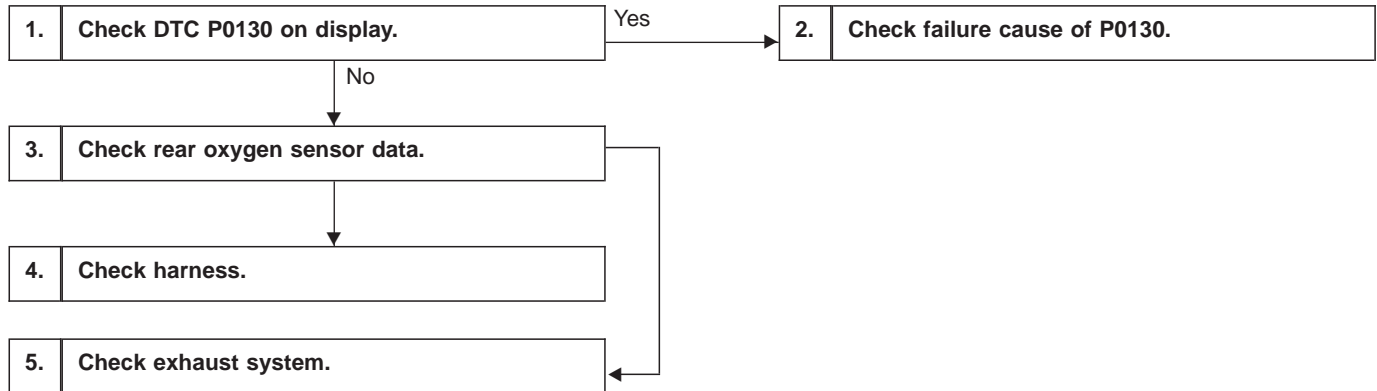 1. Check DTC P0130 on display.
Yes
2. Check failure cause of P0130.
No
3. Check rear oxygen sensor data.
4. Check harness.
5. Check exhaust system.